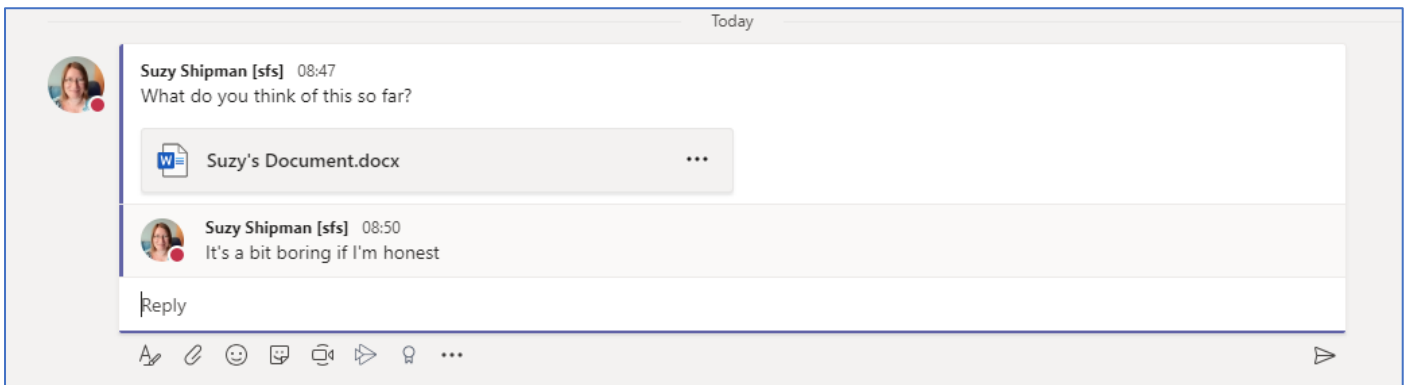 Today
Suzy Shipman [sfs] 08:47
What do you think of this so far?
Suzy's Document.docx
Suzy Shipman [sfs] 08:50
It's a bit boring if I'm honest
Reply